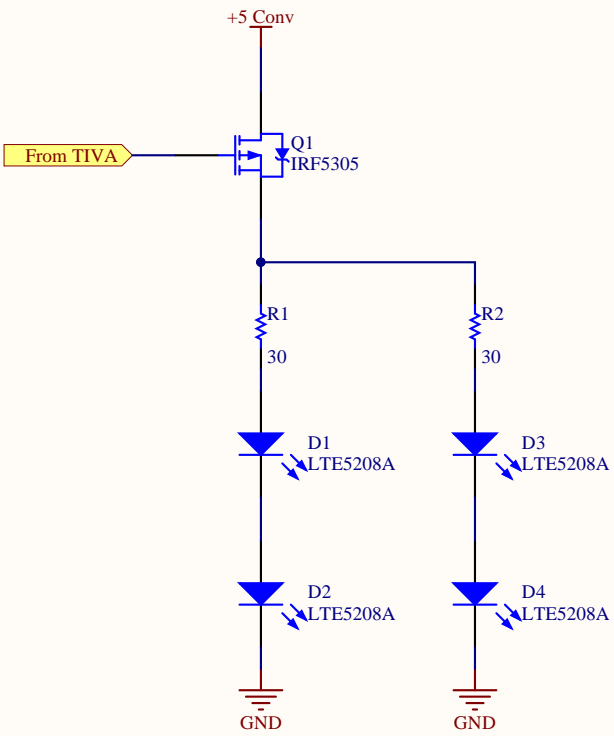 +5 Conv
From TIVA
Q1
IRF5305
R1
30
R2
30
D1
LTE5208A
D3
LTE5208A
D2
LTE5208A
D4
LTE5208A
GND
GND